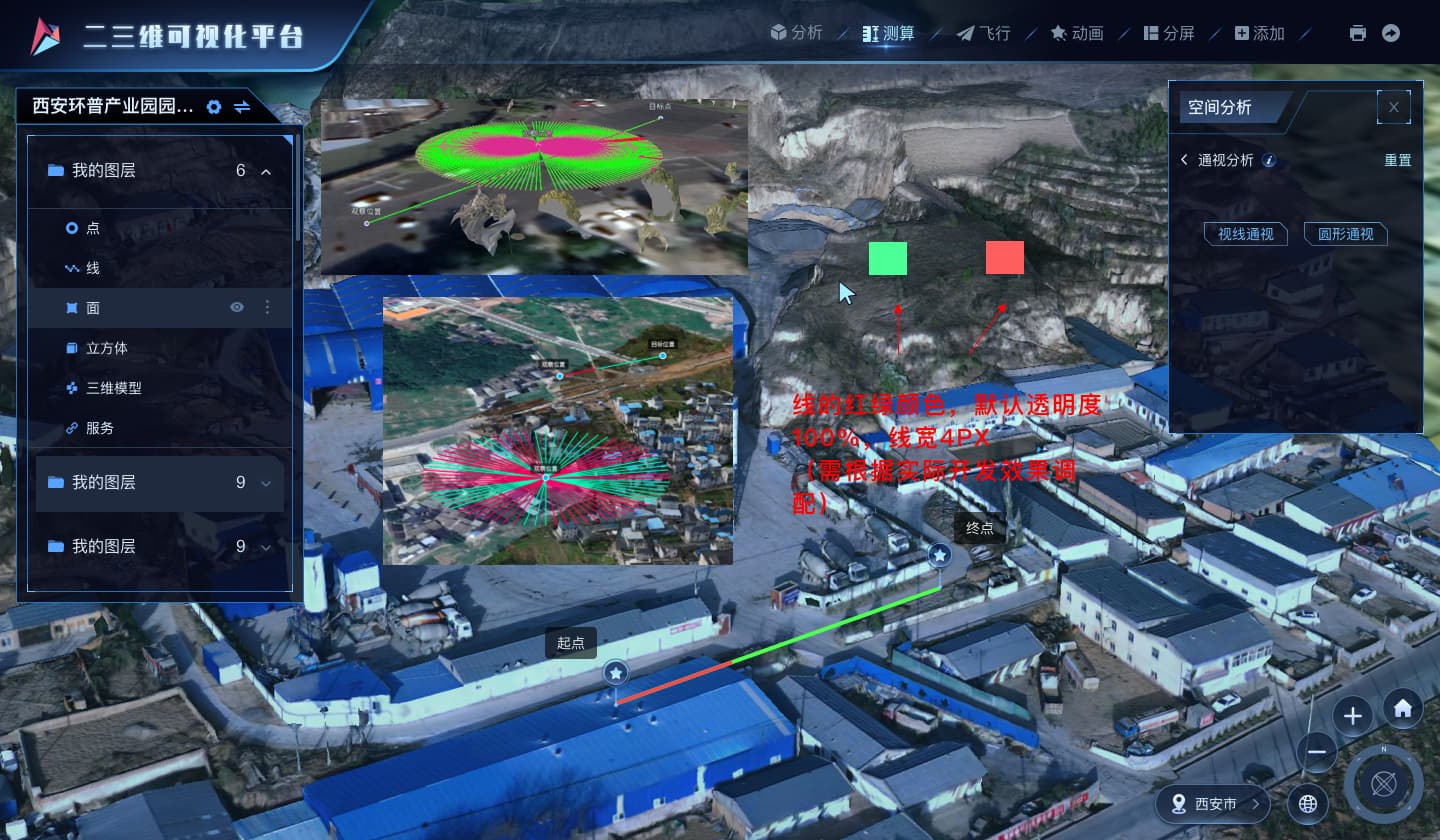 二三维可视化平台
分析
测算
飞行
动画
分屏
添加
西安环普产业园园...
我的图层 6
点
线
面
立方体
三维模型
服务
我的图层 9
我的图层 9
目标点
观察位置
目标位置
观察位置
观察位置
线的红绿颜色，默认透明度
100%，线宽4PX
（需根据实际开发效果调
配）
空间分析
通视分析
重置
视线通视
圆形通视
终点
起点
N
西安市